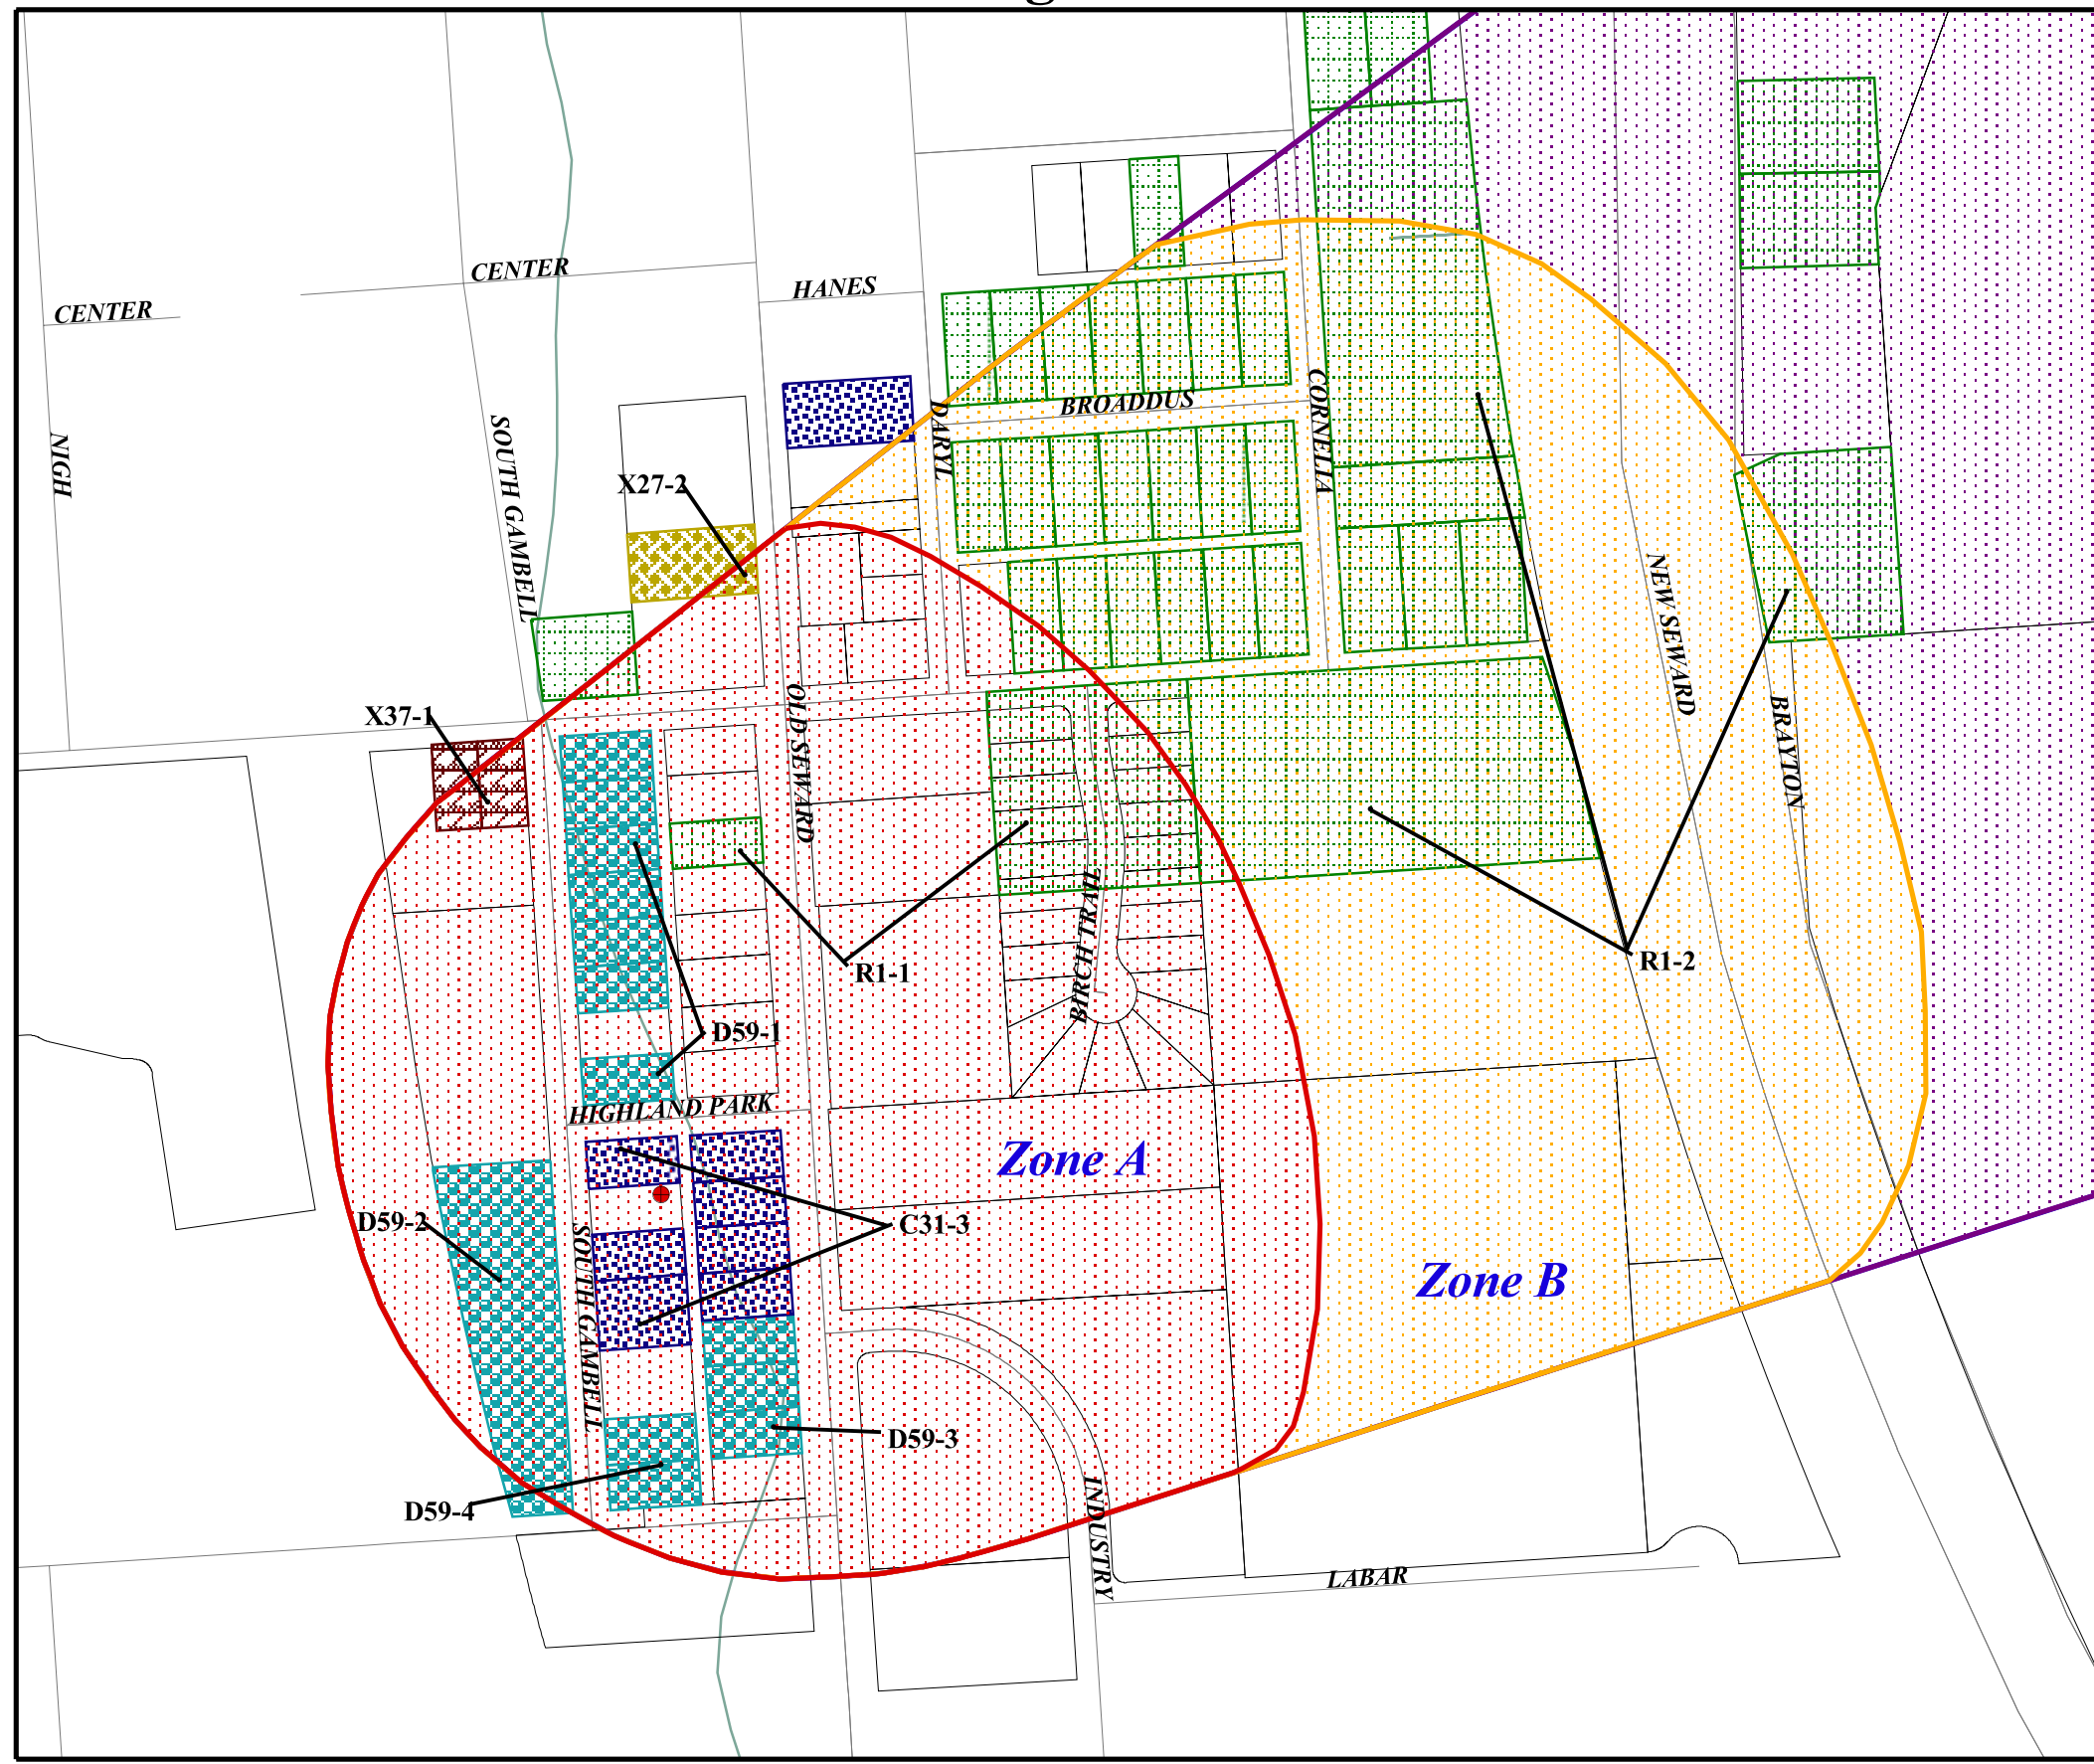 CENTER
HANES
CENTER
DARYL
BROADDUS
CORNELIA
SOUTH GAMBELL
NIGH
X27-2
NEW SEWARD
X37-1
OLD SEWARD
BRAYTON
BIRCH TRAIL
R1-1
R1-2
D59-1
HIGHLAND PARK
Zone A
D59-2
C31-3
SOUTH GAMBELL
Zone B
D59-3
D59-4
INDUSTRY
LABAR